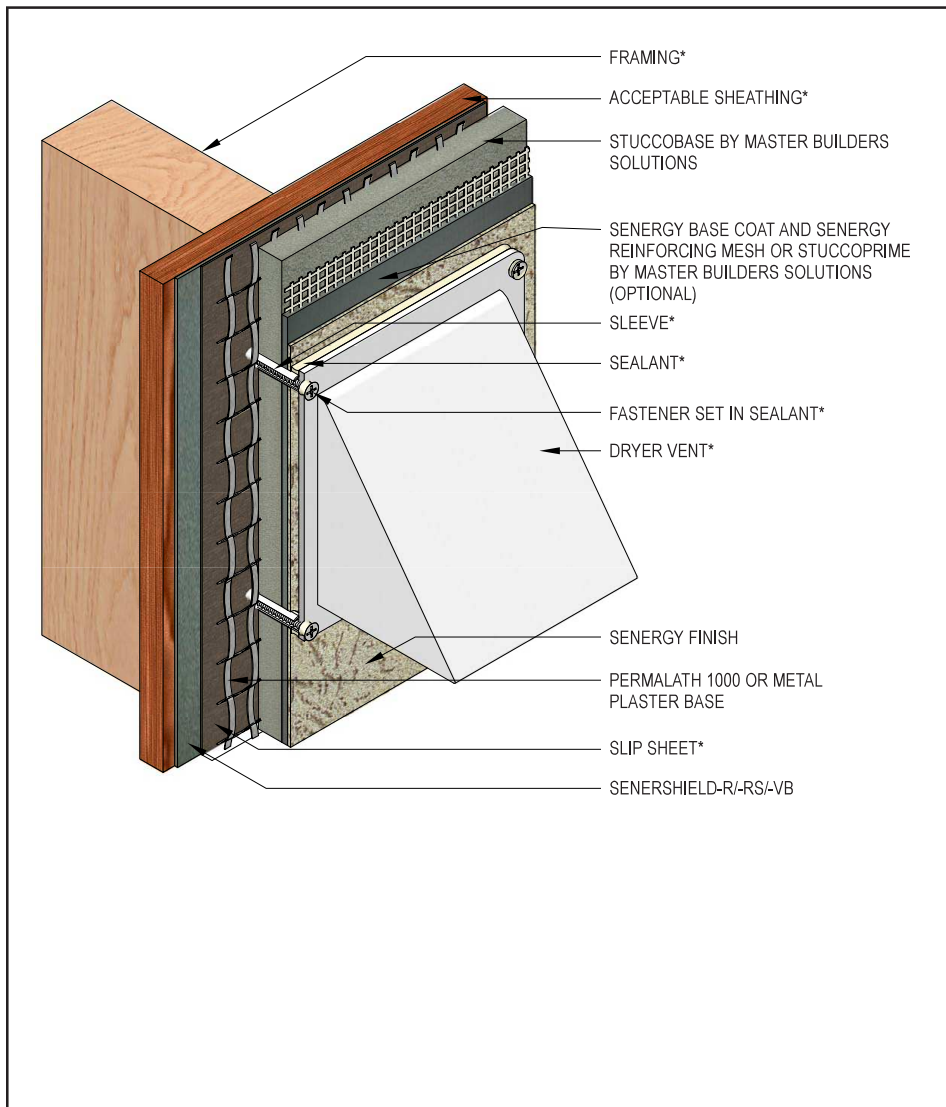 FRAMING*
ACCEPTABLE SHEATHING*
STUCCOBASE BY MASTER BUILDERS
SOLUTIONS
SENERGY BASE COAT AND SENERGY
REINFORCING MESH OR STUCCOPRIME
BY MASTER BUILDERS SOLUTIONS
(OPTIONAL)
SLEEVE*
SEALANT*
FASTENER SET IN SEALANT*
DRYER VENT*
SENERGY FINISH
PERMALATH 1000 OR METAL
PLASTER BASE
SLIP SHEET*
SENERSHIELD-R/-RS/-VB